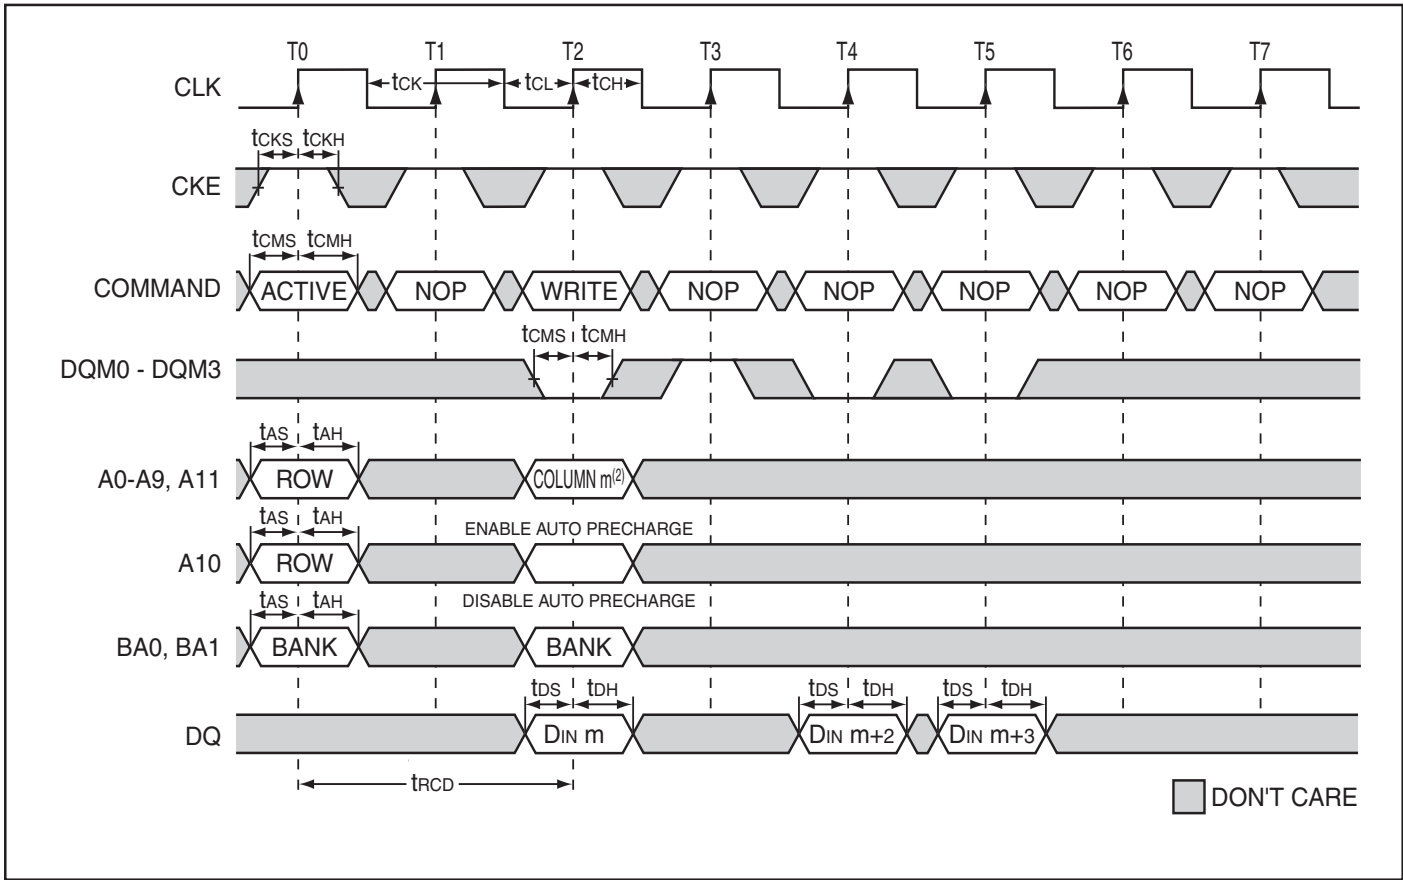 T0 T1 T2 T3 T4 T5 T6 T7
CLK tCK tCL tCH
tCKS tCKH
CKE
tCMS tCMH
COMMAND ACTIVE NOP WRITE NOP NOP NOP NOP NOP
tCMS tCMH
DQM0 - DQM3
tAS tAH
A0-A9, A11 ROW COLUMN m(2)
tAS tAH ENABLE AUTO PRECHARGE
A10 ROW
tAS tAH DISABLE AUTO PRECHARGE
BA0, BA1 BANK BANK
tDS tDH tDS tDH tDS tDH
DQ DIN m DIN m+2 DIN m+3
tRCD
DON'T CARE